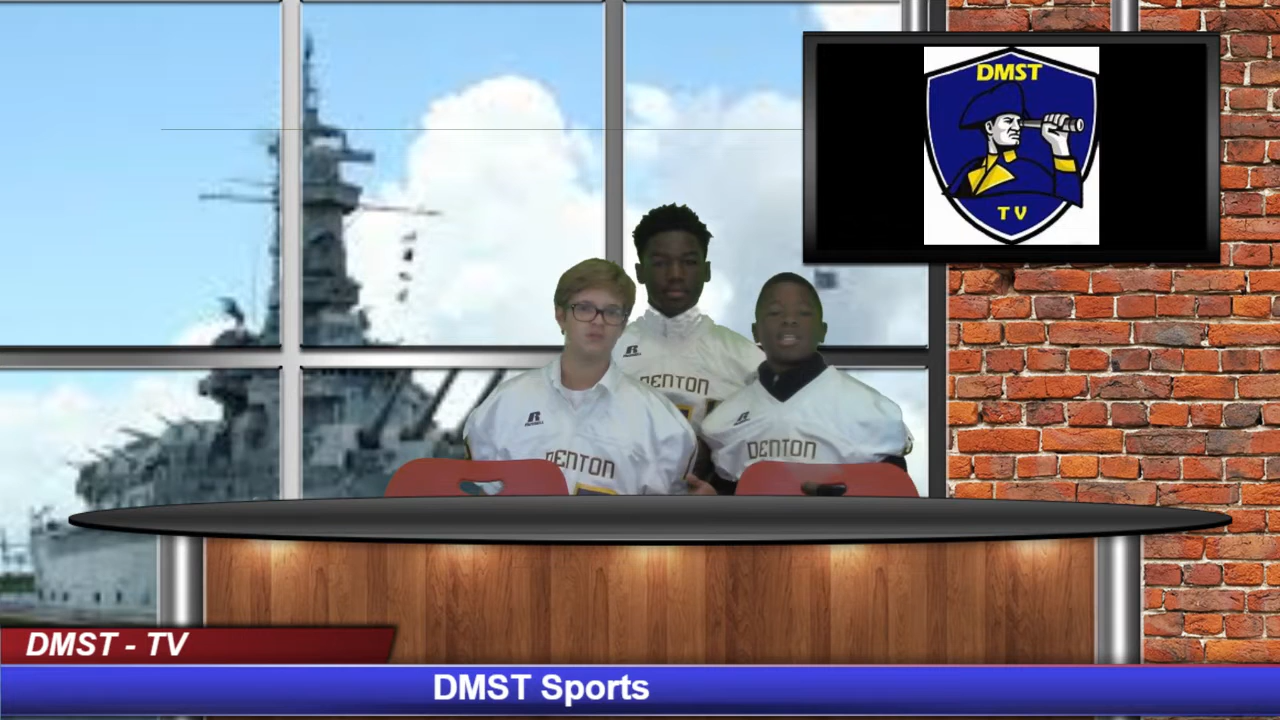 DMST
TV
R
DENTON
R
DENTON
R
DENTON
DMST - TV
DMST Sports